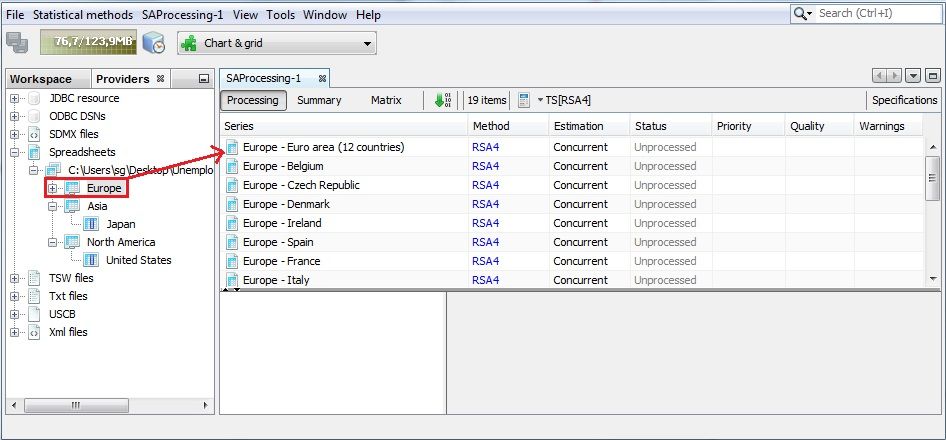 File Statistical methods SAProcessing-1 View Tools Window Help Search (Ctrl+I)
76,7/123,9MB Chart & grid
Workspace Providers SAProcessing-1
JDBC resource
ODBC DSNs
SDMX files
Spreadsheets
C:\Users\sg\Desktop\Unemplo
Europe
Asia
Japan
North America
United States
TSW files
Txt files
USCB
Xml files
Processing Summary Matrix 19 items TS[RSA4] Specifications
Series Method Estimation Status Priority Quality Warnings
Europe - Euro area (12 countries) RSA4 Concurrent Unprocessed
Europe - Belgium RSA4 Concurrent Unprocessed
Europe - Czech Republic RSA4 Concurrent Unprocessed
Europe - Denmark RSA4 Concurrent Unprocessed
Europe - Ireland RSA4 Concurrent Unprocessed
Europe - Spain RSA4 Concurrent Unprocessed
Europe - France RSA4 Concurrent Unprocessed
Europe - Italy RSA4 Concurrent Unprocessed